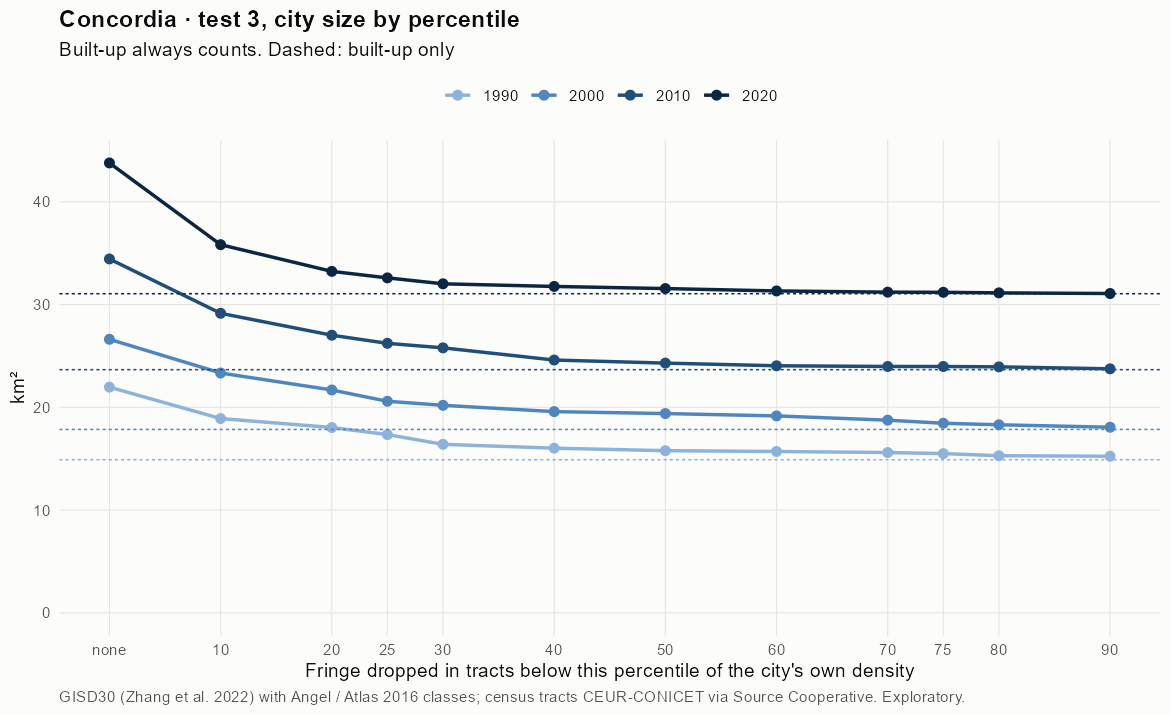 Concordia · test 3, city size by percentile
Built-up always counts. Dashed: built-up only
1990 2000 2010 2020
km²
40
30
20
10
0
none 10 20 25 30 40 50 60 70 75 80 90
Fringe dropped in tracts below this percentile of the city's own density
GISD30 (Zhang et al. 2022) with Angel / Atlas 2016 classes; census tracts CEUR-CONICET via Source Cooperative. Exploratory.